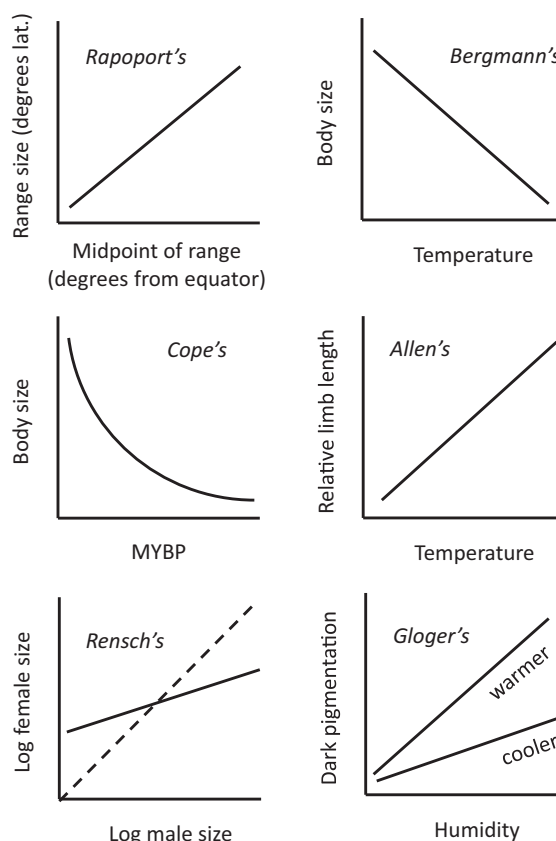 Range size (degrees lat.)
Rapoport's
Midpoint of range
(degrees from equator)
Body size
Bergmann's
Temperature
Body size
Cope's
MYBP
Relative limb length
Allen's
Temperature
Log female size
Rensch's
Log male size
Dark pigmentation
Gloger's
warmer
cooler
Humidity